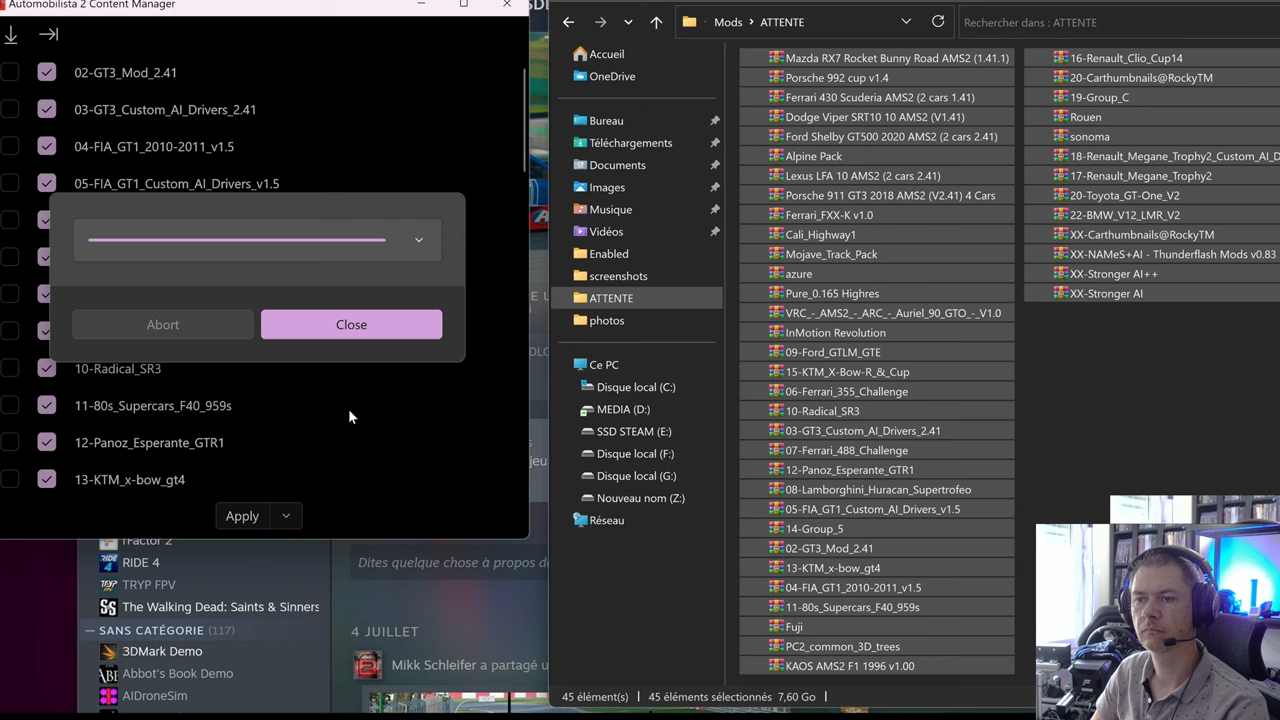 Automobilista 2 Content Manager
02-GT3_Mod_2.41
03-GT3_Custom_AI_Drivers_2.41
04-FIA_GT1_2010-2011_v1.5
05-FIA_GT1_Custom_AI_Drivers_v1.5
Abort
Close
10-Radical_SR3
11-80s_Supercars_F40_959s
12-Panoz_Esperante_GTR1
13-KTM_x-bow_gt4
Apply
rFactor 2
RIDE 4
TRYP FPV
The Walking Dead: Saints & Sinners
SANS CATÉGORIE (117)
3DMark Demo
Abbot's Book Demo
AIDroneSim
Dites quelque chose à propos d
4 JUILLET
Mikk Schleifer a partagé u
Mods
ATTENTE
Rechercher dans : ATTENTE
Accueil
OneDrive
Bureau
Téléchargements
Documents
Images
Musique
Vidéos
Enabled
screenshots
ATTENTE
photos
Ce PC
Disque local (C:)
MEDIA (D:)
SSD STEAM (E:)
Disque local (F:)
Disque local (G:)
Nouveau nom (Z:)
Réseau
Mazda RX7 Rocket Bunny Road AMS2 (1.41.1)
Porsche 992 cup v1.4
Ferrari 430 Scuderia AMS2 (2 cars 1.41)
Dodge Viper SRT10 10 AMS2 (V1.41)
Ford Shelby GT500 2020 AMS2 (2 cars 2.41)
Alpine Pack
Lexus LFA 10 AMS2 (2 cars 2.41)
Porsche 911 GT3 2018 AMS2 (V2.41) 4 Cars
Ferrari_FXX-K v1.0
Cali_Highway1
Mojave_Track_Pack
azure
Pure_0.165 Highres
VRC_-_AMS2_-_ARC_-_Auriel_90_GTO_-_V1.0
InMotion Revolution
09-Ford_GTLM_GTE
15-KTM_X-Bow-R_&_Cup
06-Ferrari_355_Challenge
10-Radical_SR3
03-GT3_Custom_AI_Drivers_2.41
07-Ferrari_488_Challenge
12-Panoz_Esperante_GTR1
08-Lamborghini_Huracan_Supertrofeo
05-FIA_GT1_Custom_AI_Drivers_v1.5
14-Group_5
02-GT3_Mod_2.41
13-KTM_x-bow_gt4
04-FIA_GT1_2010-2011_v1.5
11-80s_Supercars_F40_959s
Fuji
PC2_common_3D_trees
KAOS AMS2 F1 1996 v1.00
16-Renault_Clio_Cup14
20-Carthumbnails@RockyTM
19-Group_C
Rouen
sonoma
18-Renault_Megane_Trophy2_Custom_AI_D
17-Renault_Megane_Trophy2
20-Toyota_GT-One_V2
22-BMW_V12_LMR_V2
XX-Carthumbnails@RockyTM
XX-NAMeS+AI - Thunderflash Mods v0.83
XX-Stronger AI++
XX-Stronger AI
45 élément(s)
45 éléments sélectionnés 7,60 Go